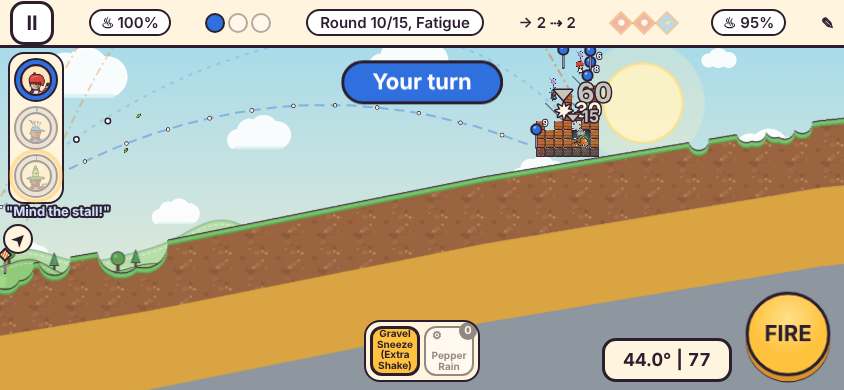 100%
Round 10/15, Fatigue
→ 2 ⇢ 2
95%
Your turn
60
15
"Mind the stall!"
Gravel
Sneeze
(Extra
Shake)
0
Pepper
Rain
44.0° | 77
FIRE